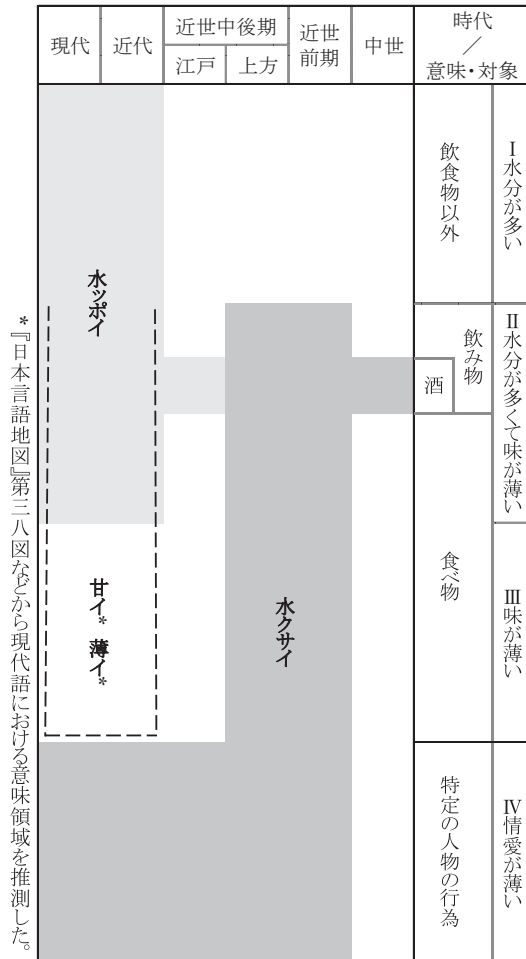 時代
／
意味・対象
中世
近世
前期
近世中後期
上方
江戸
近代
現代
Ⅰ水分が多い
飲食物以外
Ⅱ水分が多くて味が薄い
飲み物
酒
Ⅲ味が薄い
食べ物
Ⅳ情愛が薄い
特定の人物の行為
水クサイ
水ッポイ
甘イ* 薄イ*
*『日本言語地図』第三八図などから現代語における意味領域を推測した。